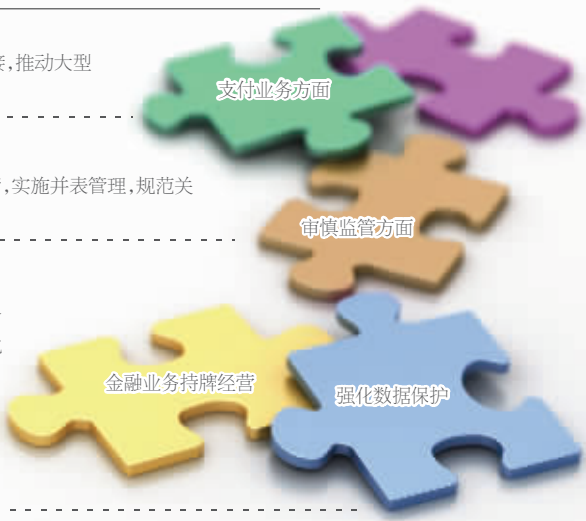 ,推动大型
支付业务方面
,实施并表管理,规范关
审慎监管方面
金融业务持牌经营
强化数据保护